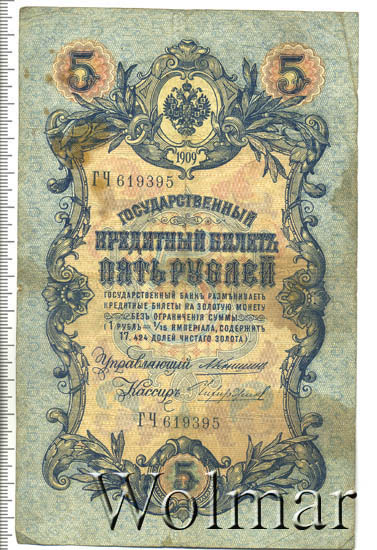 5 5
1909
ГЧ 619395
ГОСУДАРСТВЕННЫЙ
КРЕДИТНЫЙ БИЛЕТЪ
ПЯТЬ РУБЛЕЙ
ГОСУДАРСТВЕННЫЙ БАНКЪ РАЗМѢНИВАЕТЪ
КРЕДИТНЫЕ БИЛЕТЫ НА ЗОЛОТУЮ МОНЕТУ
БЕЗЪ ОГРАНИЧЕНІЯ СУММЫ
(1 РУБЛЬ = 1/15 ИМПЕРІАЛА, СОДЕРЖИТЪ
17,424 ДОЛЕЙ ЧИСТАГО ЗОЛОТА).
Управляющій
Кассиръ
ГЧ 619395
5
Wolmar